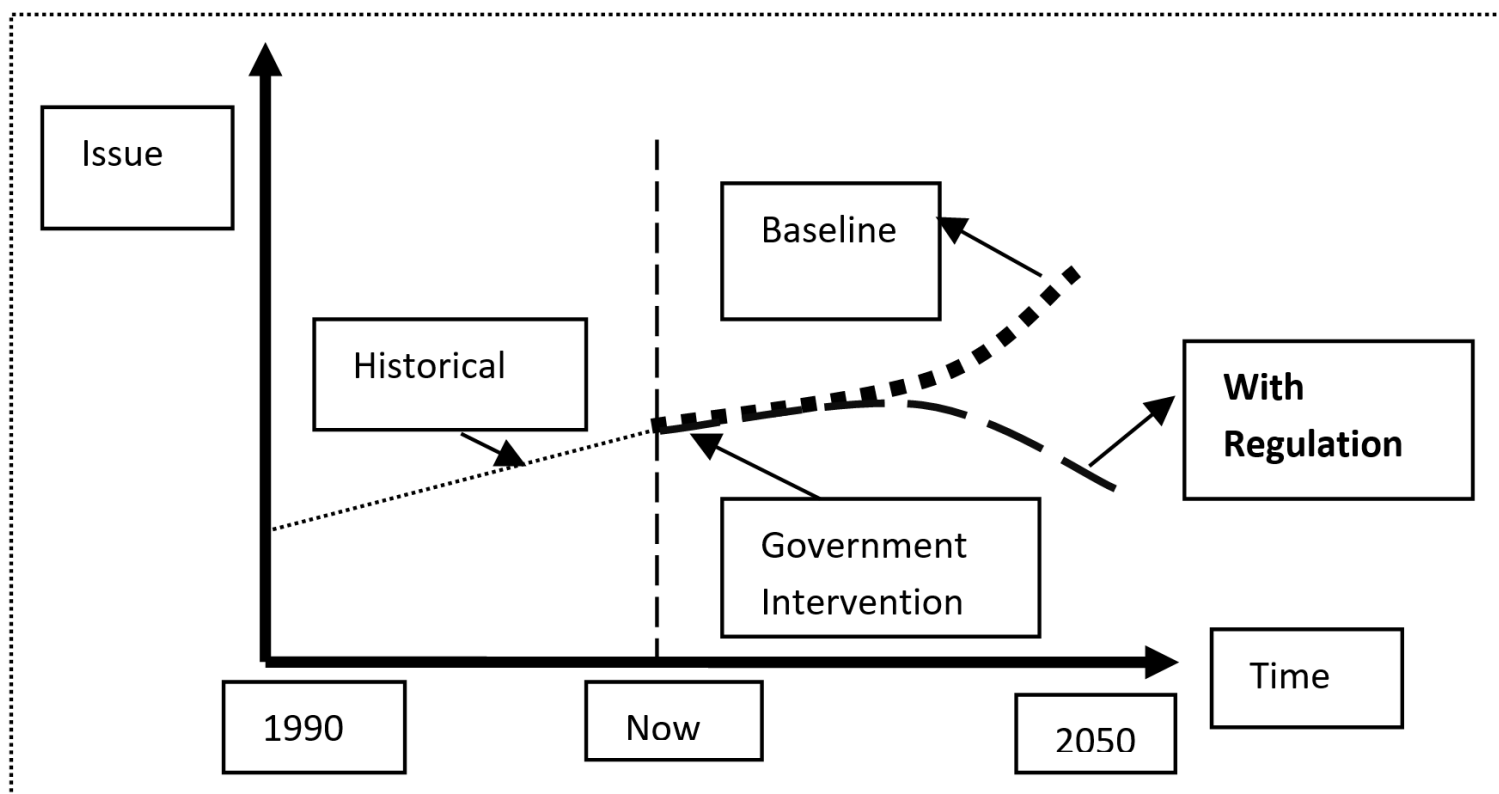 Issue
Baseline
Historical
With
Regulation
Government
Intervention
Time
1990
Now
2050